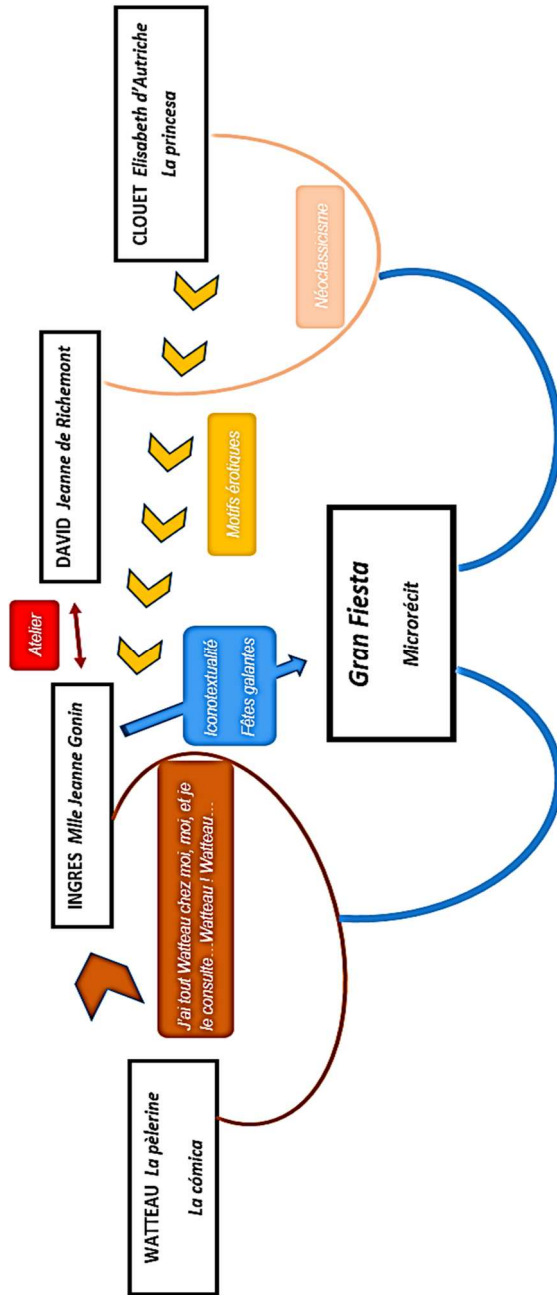 WATTEAU La pèlerine
La cómica
INGRES Mlle Jeanne Gonin
Atelier
DAVID Jeanne de Richemont
CLOUET Elisabeth d'Autriche
La princesa
J'ai tout Watteau chez moi, moi, et je
le consulte...Watteau ! Watteau...
Iconotextualité
Fêtes galantes
Motifs érotiques
Néoclassicisme
Gran Fiesta
Microrécit